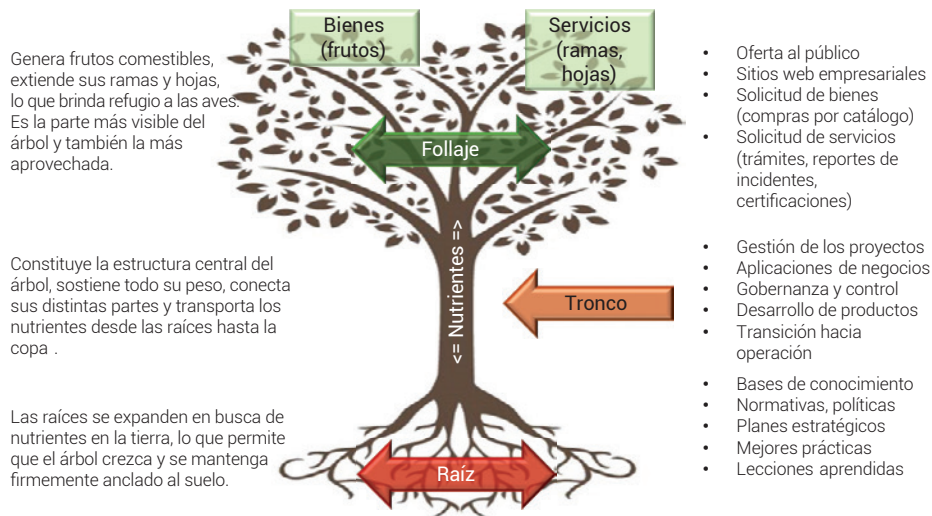 Bienes
(frutos)
Servicios
(ramas,
hojas)
Genera frutos comestibles,
extiende sus ramas y hojas,
lo que brinda refugio a las aves.
Es la parte más visible del
árbol y también la más
aprovechada.
Follaje
• Oferta al público
• Sitios web empresariales
• Solicitud de bienes
(compras por catálogo)
• Solicitud de servicios
(trámites, reportes de
incidentes,
certificaciones)
Constituye la estructura central del
árbol, sostiene todo su peso, conecta
sus distintas partes y transporta los
nutrientes desde las raíces hasta la
copa .
<= Nutrientes =>
Tronco
• Gestión de los proyectos
• Aplicaciones de negocios
• Gobernanza y control
• Desarrollo de productos
• Transición hacia
operación
Las raíces se expanden en busca de
nutrientes en la tierra, lo que permite
que el árbol crezca y se mantenga
firmemente anclado al suelo.
Raíz
• Bases de conocimiento
• Normativas, políticas
• Planes estratégicos
• Mejores prácticas
• Lecciones aprendidas